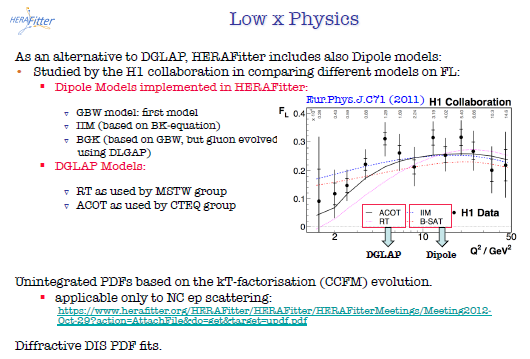 HERAFitter
Low x Physics
As an alternative to DGLAP, HERAFitter includes also Dipole models:
• Studied by the H1 collaboration in comparing different models on FL:
Dipole Models implemented in HERAFitter:
GBW model: first model
IIM (based on BK-equation)
BGK (based on GBW, but gluon evolved
using DLGAP)
DGLAP Models:
RT as used by MSTW group
ACOT as used by CTEQ group
Eur.Phys.J.C71 (2011)
H1 Collaboration
FL
0.4
0.3
0.2
0.1
0
ACOT
RT
IIM
B-SAT
H1 Data
2
10
50
Q² / GeV²
DGLAP
Dipole
Unintegrated PDFs based on the kT-factorisation (CCFM) evolution.
applicable only to NC ep scattering:
https://www.herafitter.org/HERAFitter/HERAFitter/HERAFitterMeetings/Meeting2012-
Oct-29?action=AttachFile&do=get&target=updf.pdf
Diffractive DIS PDF fits.